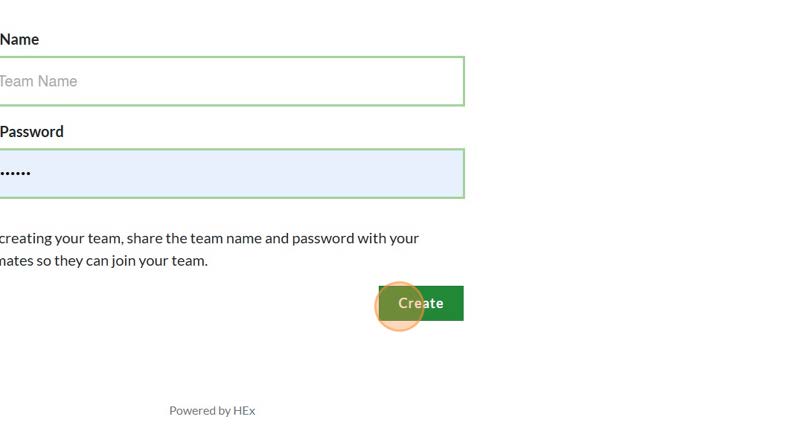 Name
Team Name
Password
••••••
creating your team, share the team name and password with your
mates so they can join your team.
Create
Powered by HEx